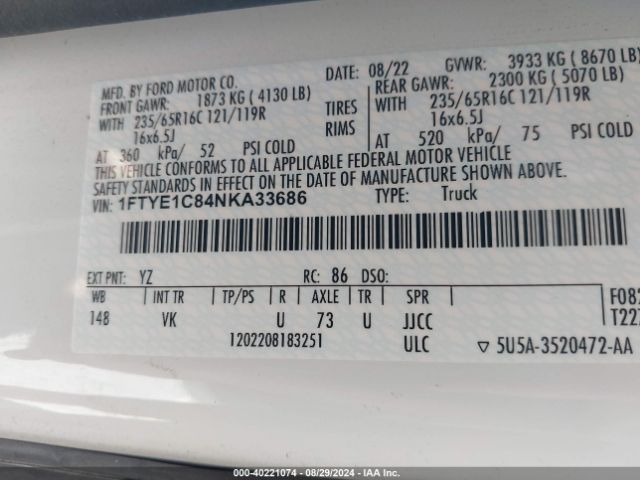 MFD. BY FORD MOTOR CO. DATE: 08/22 GVWR: 3933 KG ( 8670 LB)
FRONT GAWR: 1873 KG ( 4130 LB) REAR GAWR: 2300 KG ( 5070 LB)
WITH 235/65R16C 121/119R TIRES WITH 235/65R16C 121/119R
16x6.5J RIMS 16x6.5J
AT 360 kPa/ 52 PSI COLD AT 520 kPa/ 75 PSI COLD
THIS VEHICLE CONFORMS TO ALL APPLICABLE FEDERAL MOTOR VEHICLE
SAFETY STANDARDS IN EFFECT ON THE DATE OF MANUFACTURE SHOWN ABOVE.
VIN: 1FTYE1C84NKA33686 TYPE: Truck
EXT PNT: YZ RC: 86 DSO:
WB INT TR TP/PS R AXLE TR SPR F082
148 VK U 73 U JJCC T227
1202208183251 ULC ▽ 5U5A-3520472-AA
000-40221074 - 08/29/2024 - IAA Inc.